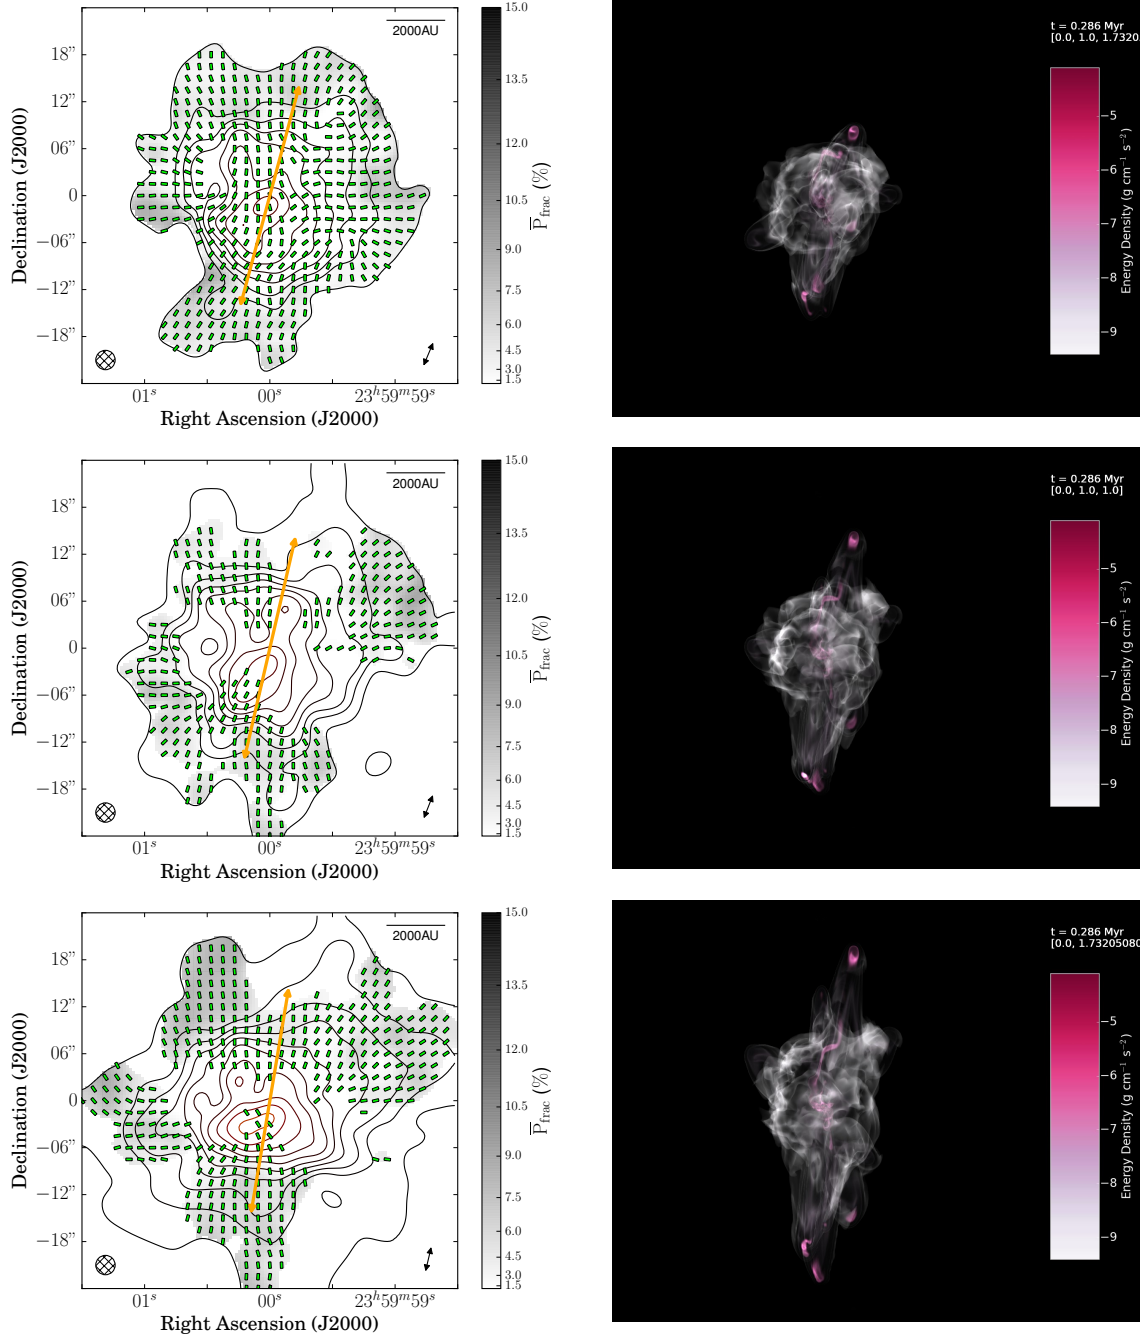 2000AU
18”
12”
06”
0
−06”
−12”
−18”
Declination (J2000)
01ˢ
00ˢ
23ʰ59ᵐ59ˢ
Right Ascension (J2000)
15.0
13.5
12.0
10.5
9.0
7.5
6.0
4.5
3.0
1.5
P̅frac (%)
t = 0.286 Myr
[0.0, 1.0, 1.7320
−5
−6
−7
−8
−9
Energy Density (g cm⁻¹ s⁻²)
2000AU
18”
12”
06”
0
−06”
−12”
−18”
Declination (J2000)
01ˢ
00ˢ
23ʰ59ᵐ59ˢ
Right Ascension (J2000)
15.0
13.5
12.0
10.5
9.0
7.5
6.0
4.5
3.0
1.5
P̅frac (%)
t = 0.286 Myr
[0.0, 1.0, 1.0]
−5
−6
−7
−8
−9
Energy Density (g cm⁻¹ s⁻²)
2000AU
18”
12”
06”
0
−06”
−12”
−18”
Declination (J2000)
01ˢ
00ˢ
23ʰ59ᵐ59ˢ
Right Ascension (J2000)
15.0
13.5
12.0
10.5
9.0
7.5
6.0
4.5
3.0
1.5
P̅frac (%)
t = 0.286 Myr
[0.0, 1.73205080
−5
−6
−7
−8
−9
Energy Density (g cm⁻¹ s⁻²)